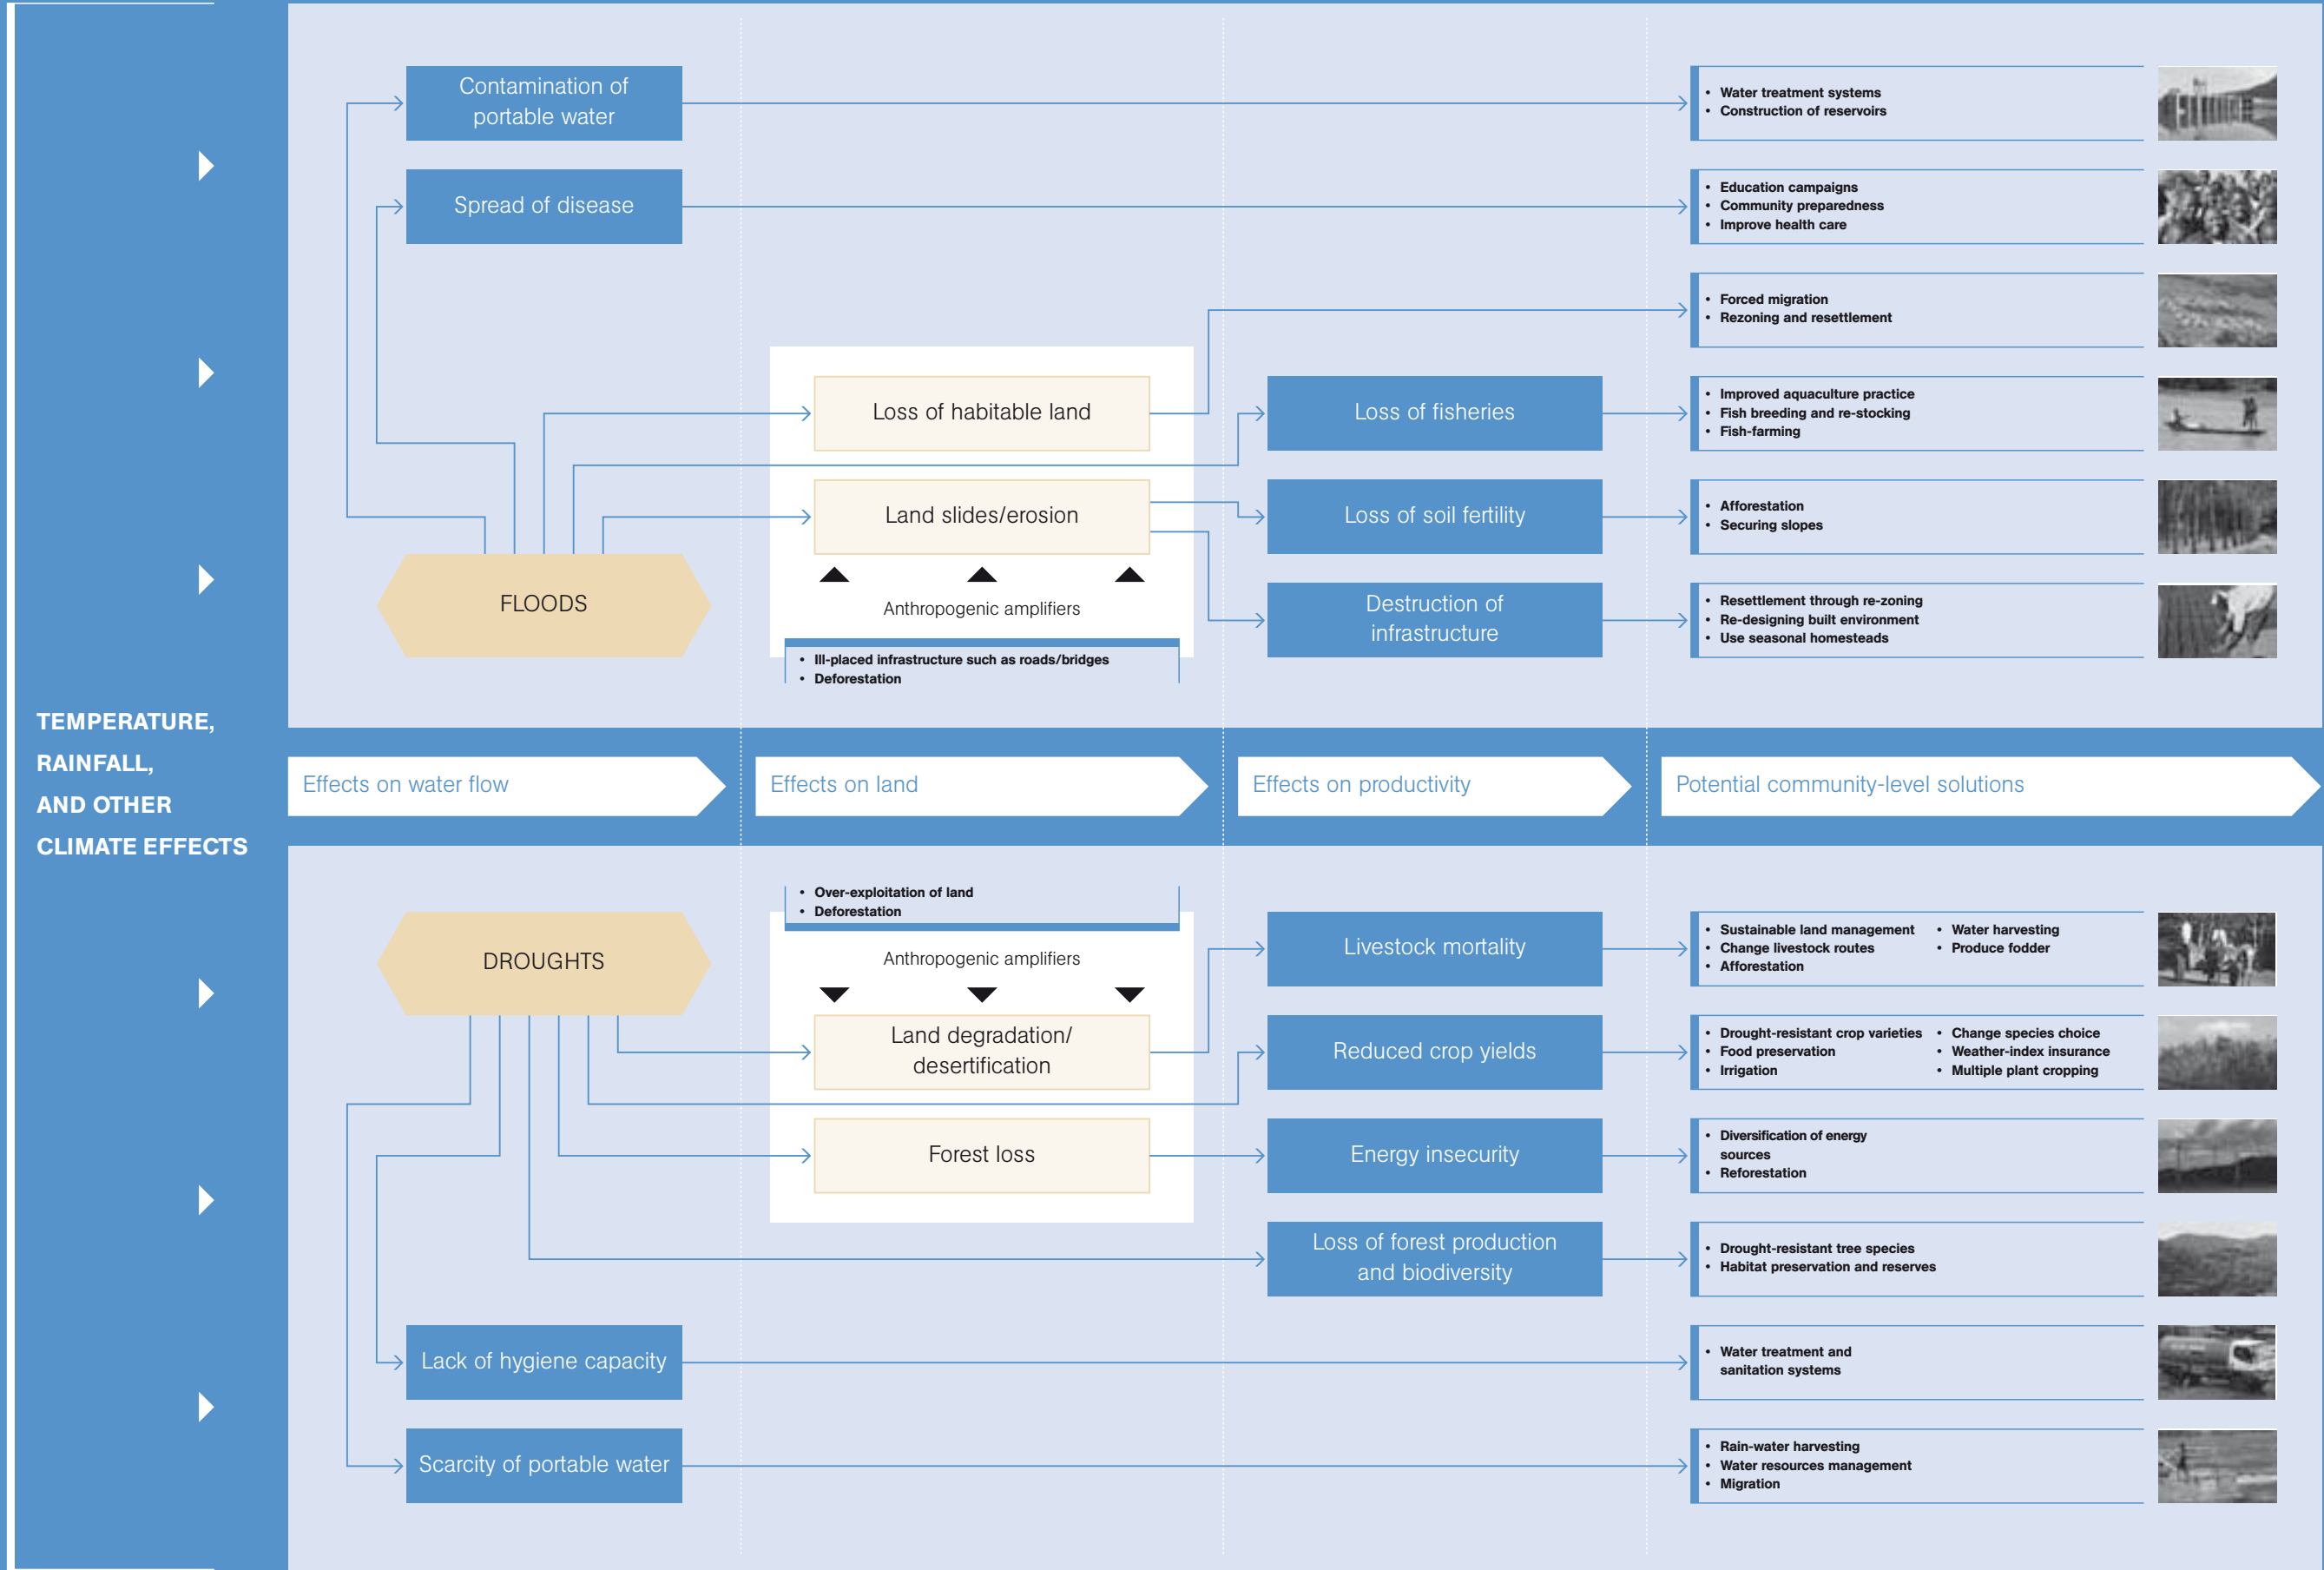 Contamination of
portable water
• Water treatment systems
• Construction of reservoirs
Spread of disease
• Education campaigns
• Community preparedness
• Improve health care
• Forced migration
• Rezoning and resettlement
Loss of habitable land
Loss of fisheries
• Improved aquaculture practice
• Fish breeding and re-stocking
• Fish-farming
Land slides/erosion
Loss of soil fertility
• Afforestation
• Securing slopes
FLOODS
Anthropogenic amplifiers
• Ill-placed infrastructure such as roads/bridges
• Deforestation
Destruction of
infrastructure
• Resettlement through re-zoning
• Re-designing built environment
• Use seasonal homesteads
TEMPERATURE,
RAINFALL,
AND OTHER
CLIMATE EFFECTS
Effects on water flow
Effects on land
Effects on productivity
Potential community-level solutions
• Over-exploitation of land
• Deforestation
Anthropogenic amplifiers
DROUGHTS
Livestock mortality
• Sustainable land management
• Change livestock routes
• Afforestation
• Water harvesting
• Produce fodder
Land degradation/
desertification
Reduced crop yields
• Drought-resistant crop varieties
• Food preservation
• Irrigation
• Change species choice
• Weather-index insurance
• Multiple plant cropping
Forest loss
Energy insecurity
• Diversification of energy
sources
• Reforestation
Loss of forest production
and biodiversity
• Drought-resistant tree species
• Habitat preservation and reserves
Lack of hygiene capacity
• Water treatment and
sanitation systems
Scarcity of portable water
• Rain-water harvesting
• Water resources management
• Migration